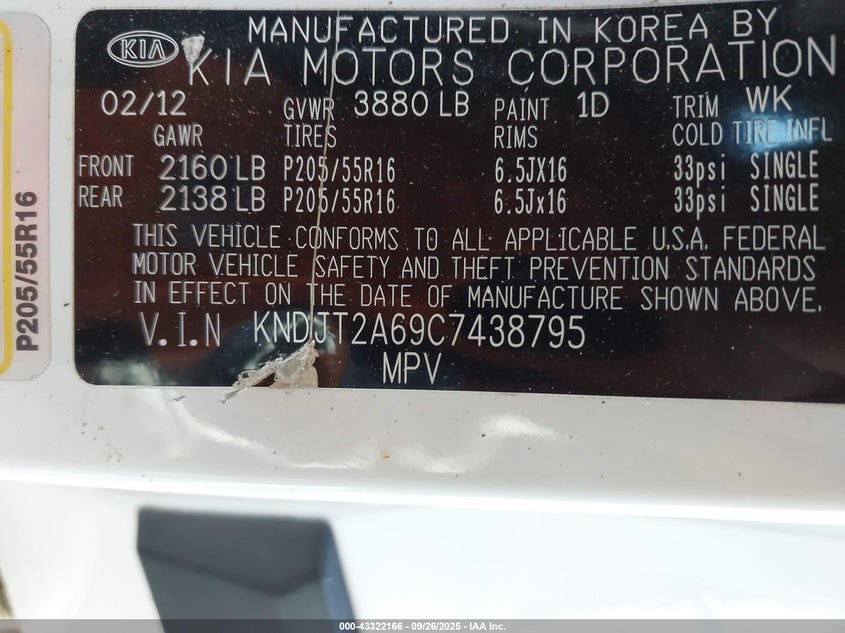 MANUFACTURED IN KOREA BY
KIA KIA MOTORS CORPORATION
02/12 GVWR 3880 LB PAINT 1D TRIM WK
GAWR TIRES RIMS COLD TIRE INFL
FRONT 2160 LB P205/55R16 6.5JX16 33psi SINGLE
REAR 2138 LB P205/55R16 6.5Jx16 33psi SINGLE
THIS VEHICLE CONFORMS TO ALL APPLICABLE U.S.A. FEDERAL
MOTOR VEHICLE SAFETY AND THEFT PREVENTION STANDARDS
IN EFFECT ON THE DATE OF MANUFACTURE SHOWN ABOVE.
V.I.N KNDJT2A69C7438795
MPV
P205/55R16
000-43322166 - 09/26/2025 - IAA Inc.